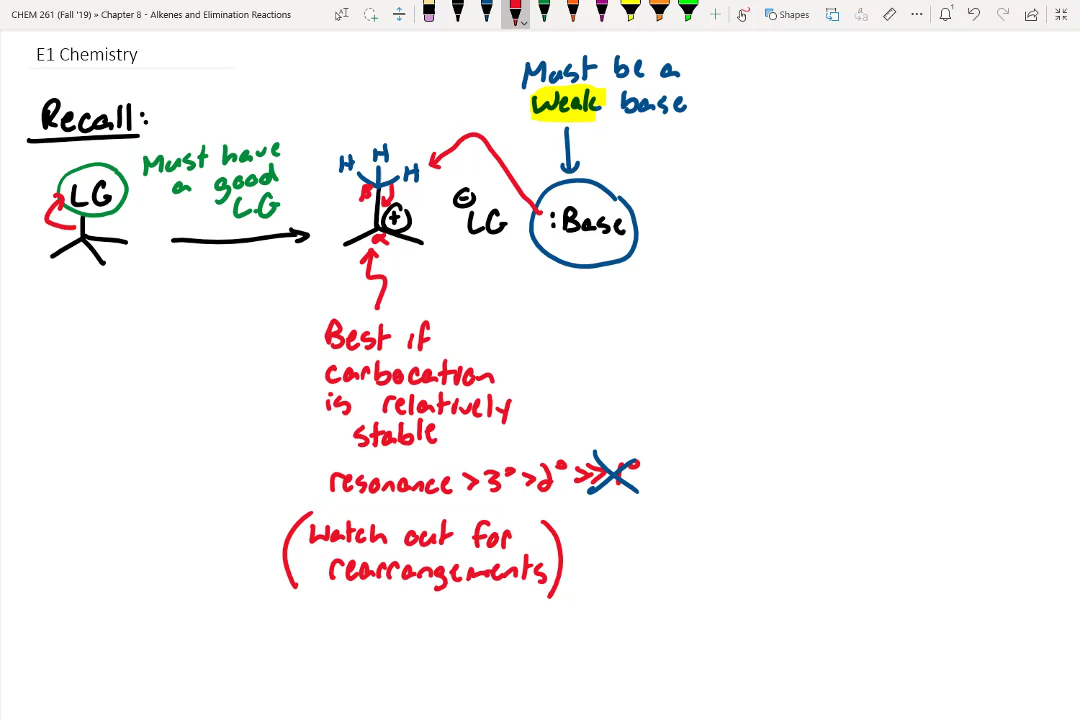 CHEM 261 (Fall '19) » Chapter 8 - Alkenes and Elimination Reactions
Shapes
E1 Chemistry
Must be a
weak base
Recall:
Must have
a good
LG
LG
H H H
β
⊕
α
⊖
LG
:Base
Best if
carbocation
is relatively
stable
resonance > 3° > 2° >>> 1°
(Watch out for
rearrangements)